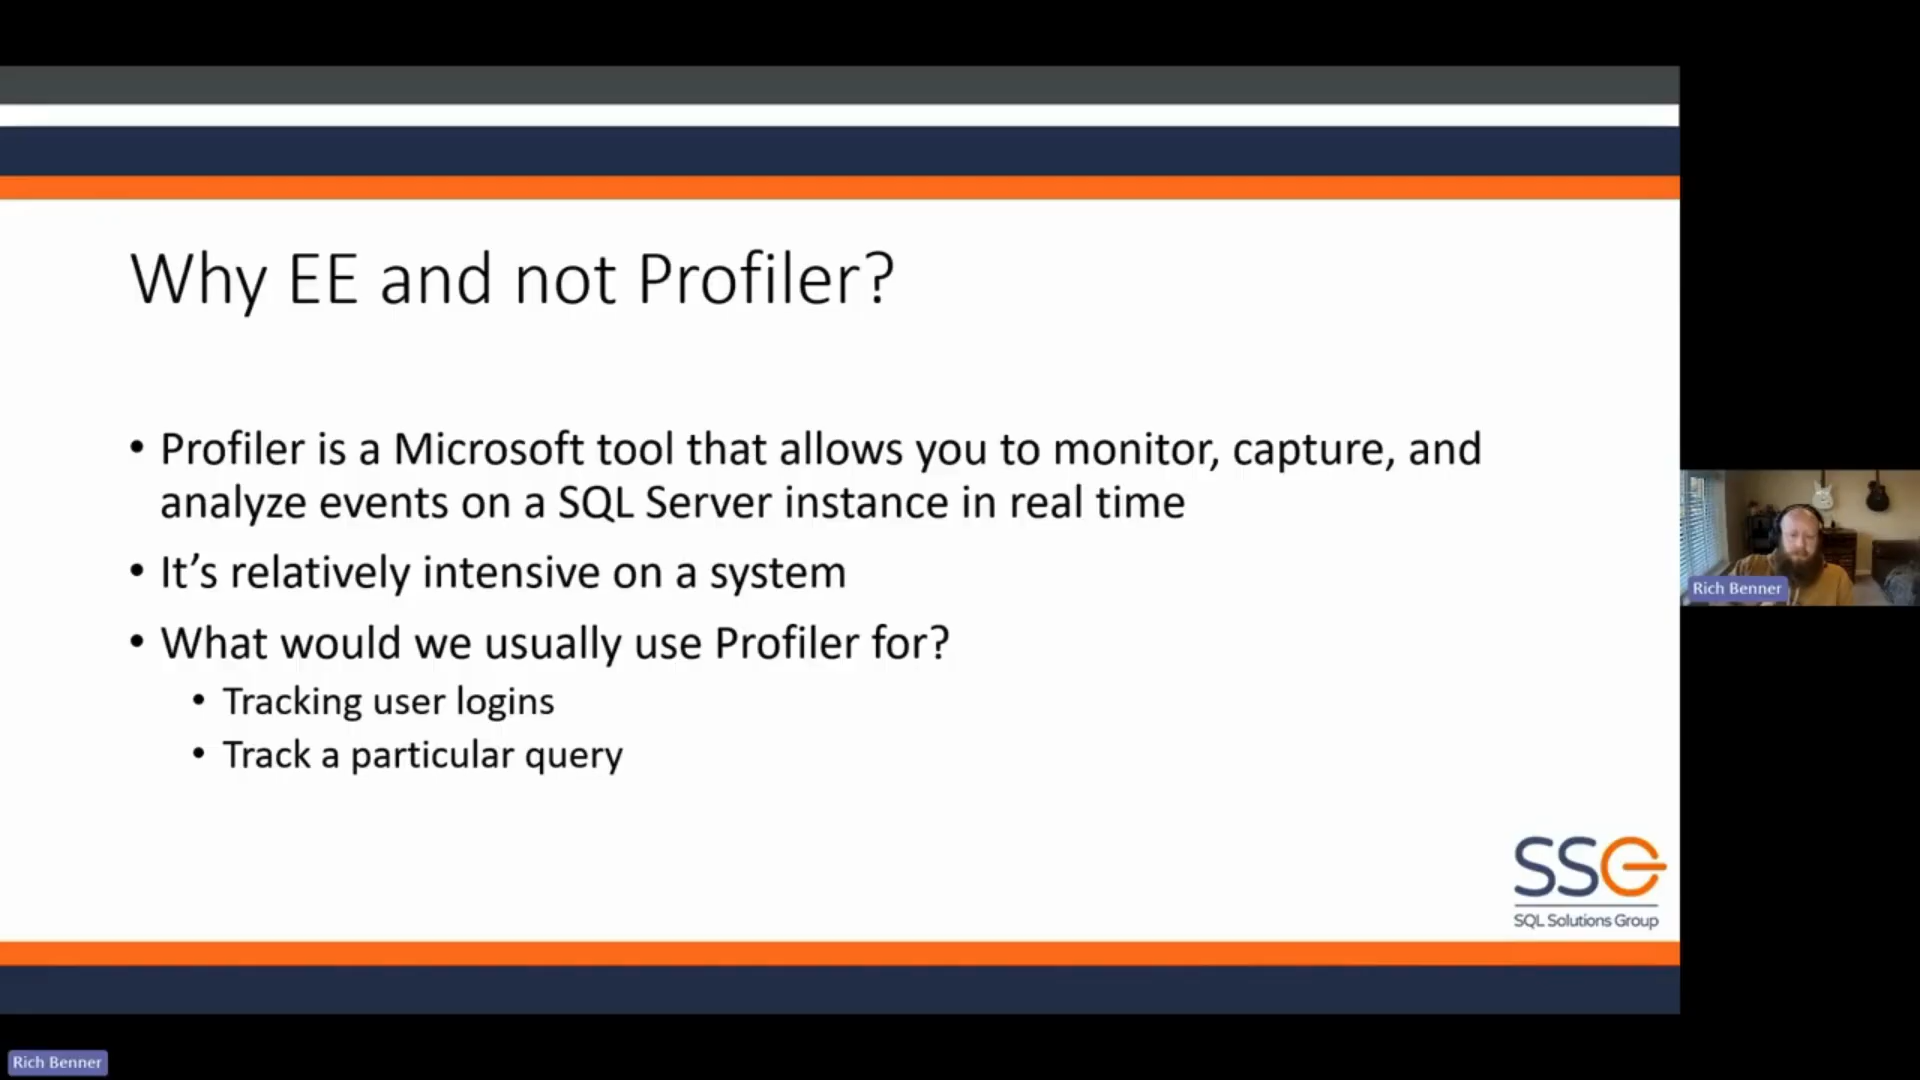 Why EE and not Profiler?
• Profiler is a Microsoft tool that allows you to monitor, capture, and
analyze events on a SQL Server instance in real time
• It’s relatively intensive on a system
• What would we usually use Profiler for?
• Tracking user logins
• Track a particular query
SSG
SQL Solutions Group
Rich Benner
Rich Benner